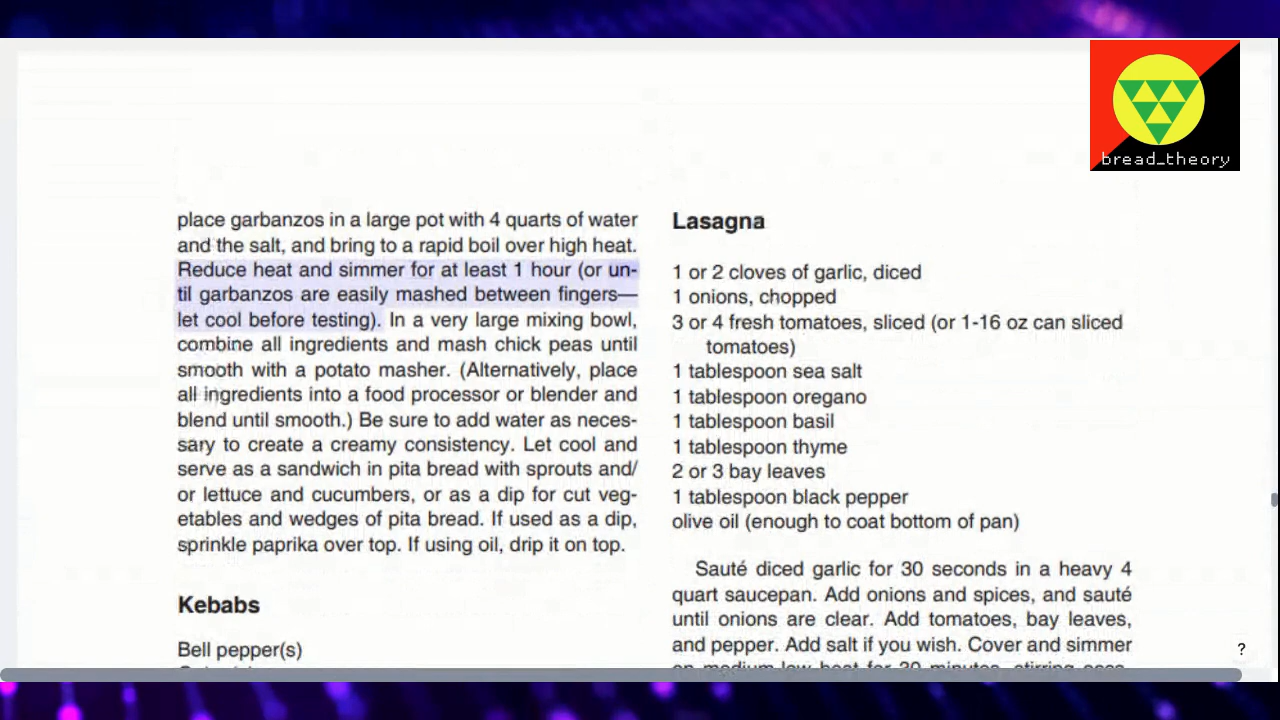 bread_theory
place garbanzos in a large pot with 4 quarts of water
and the salt, and bring to a rapid boil over high heat.
Reduce heat and simmer for at least 1 hour (or un-
til garbanzos are easily mashed between fingers—
let cool before testing). In a very large mixing bowl,
combine all ingredients and mash chick peas until
smooth with a potato masher. (Alternatively, place
all ingredients into a food processor or blender and
blend until smooth.) Be sure to add water as neces-
sary to create a creamy consistency. Let cool and
serve as a sandwich in pita bread with sprouts and/
or lettuce and cucumbers, or as a dip for cut veg-
etables and wedges of pita bread. If used as a dip,
sprinkle paprika over top. If using oil, drip it on top.
Kebabs
Bell pepper(s)
Lasagna
1 or 2 cloves of garlic, diced
1 onions, chopped
3 or 4 fresh tomatoes, sliced (or 1-16 oz can sliced
tomatoes)
1 tablespoon sea salt
1 tablespoon oregano
1 tablespoon basil
1 tablespoon thyme
2 or 3 bay leaves
1 tablespoon black pepper
olive oil (enough to coat bottom of pan)
Sauté diced garlic for 30 seconds in a heavy 4
quart saucepan. Add onions and spices, and sauté
until onions are clear. Add tomatoes, bay leaves,
and pepper. Add salt if you wish. Cover and simmer
on medium-low heat for 30 minutes, stirring
?